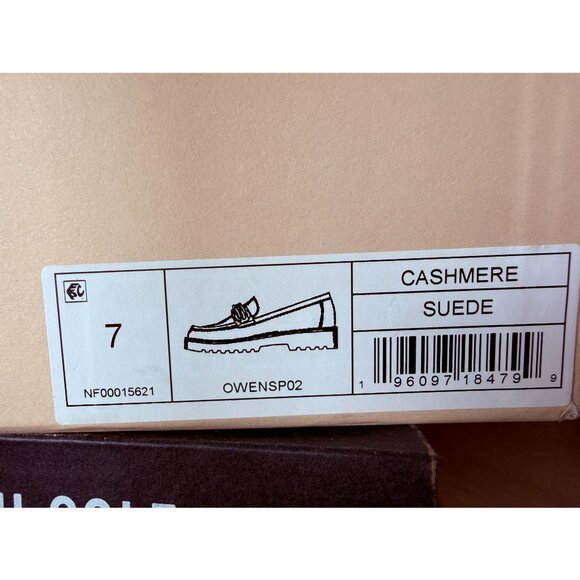 7
NF00015621
OWENSP02
CASHMERE
SUEDE
1 96097 18479 9